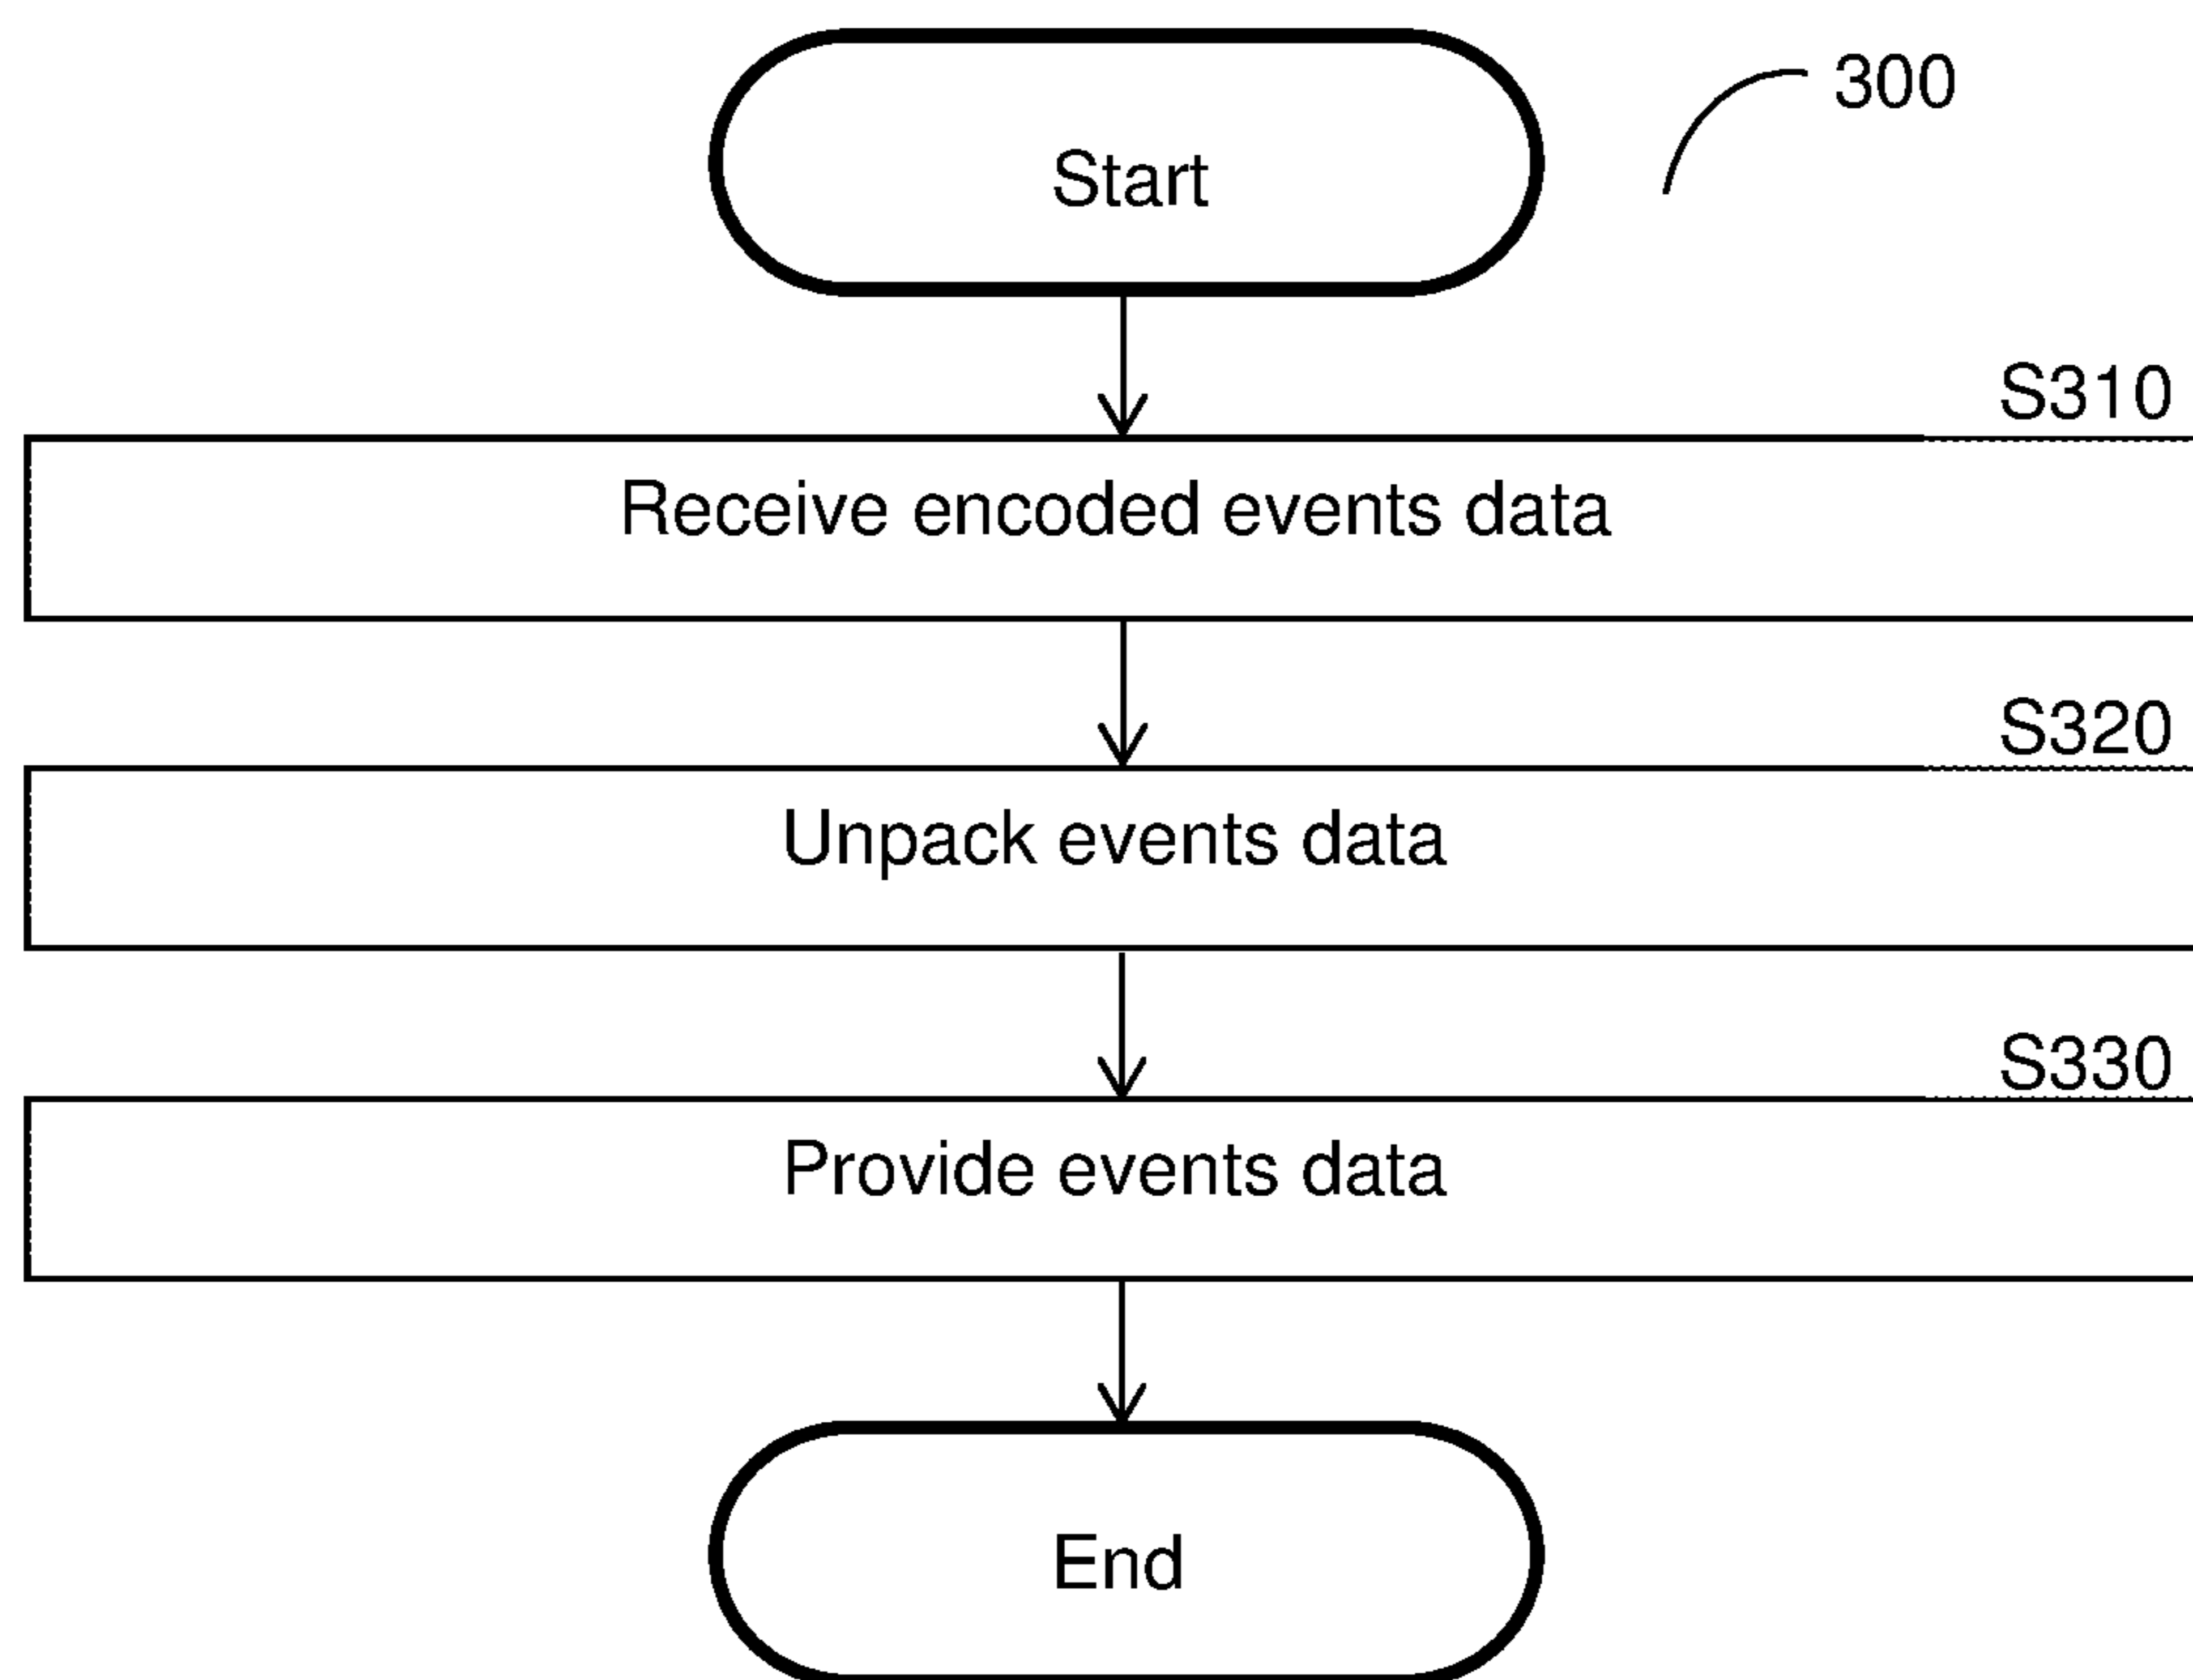 Start
300
S310
Receive encoded events data
S320
Unpack events data
S330
Provide events data
End